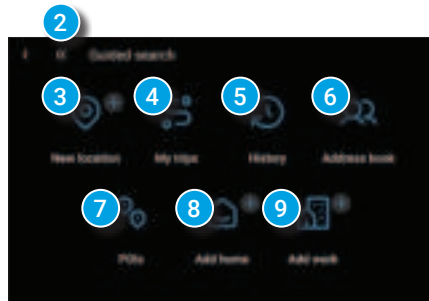 2
Guided search
3 4 5 6
New location My trips History Address book
7 8 9
POIs Add home Add work